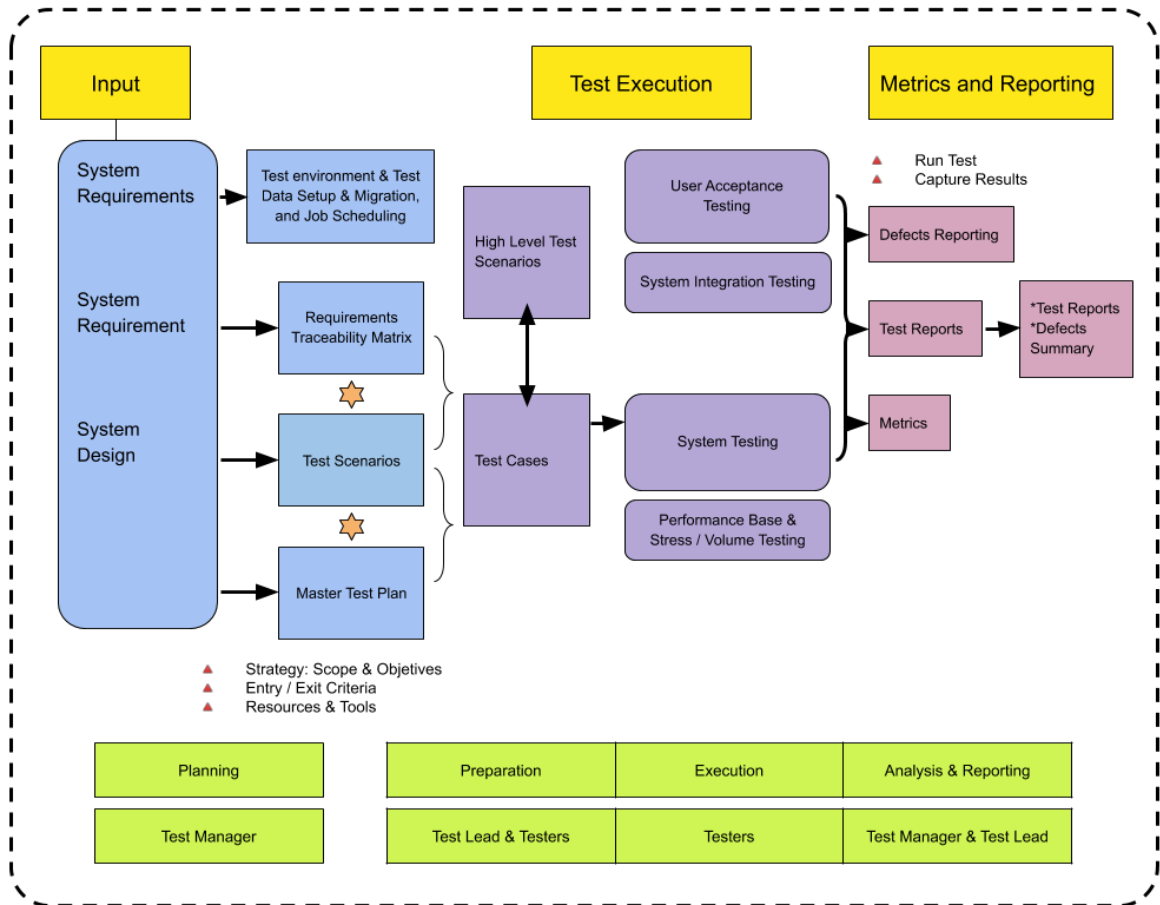 Input
Test Execution
Metrics and Reporting
System
Requirements
System
Requirement
System
Design
Test environment & Test
Data Setup & Migration,
and Job Scheduling
Requirements
Traceability Matrix
Test Scenarios
Master Test Plan
Strategy: Scope & Objetives
Entry / Exit Criteria
Resources & Tools
High Level Test
Scenarios
Test Cases
User Acceptance
Testing
System Integration Testing
System Testing
Performance Base &
Stress / Volume Testing
Run Test
Capture Results
Defects Reporting
Test Reports
Metrics
*Test Reports
*Defects
Summary
Planning
Preparation
Execution
Analysis & Reporting
Test Manager
Test Lead & Testers
Testers
Test Manager & Test Lead